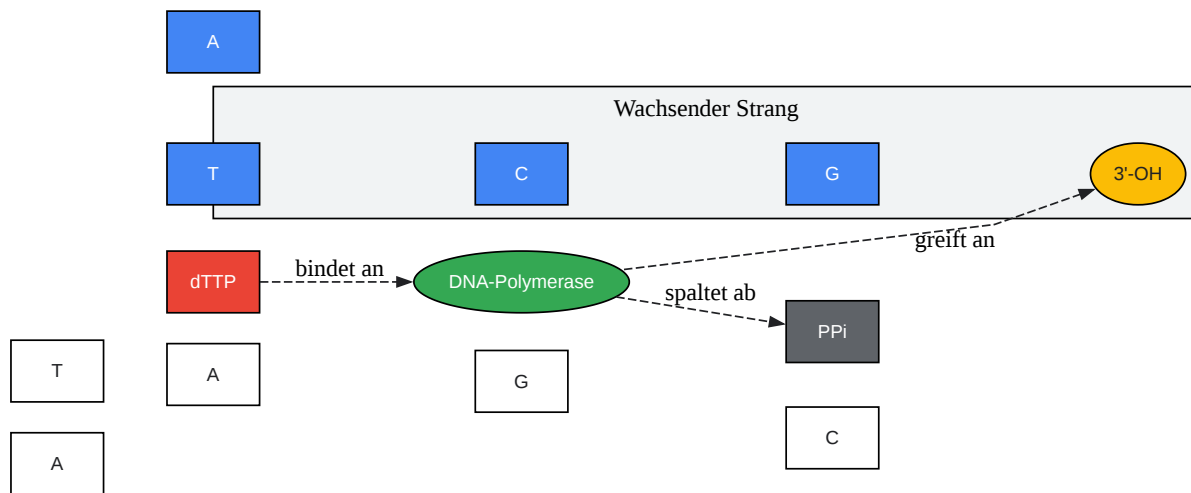 A
Wachsender Strang
T
C
G
3'-OH
greift an
dTTP
bindet an
DNA-Polymerase
spaltet ab
PPi
T
A
G
C
A